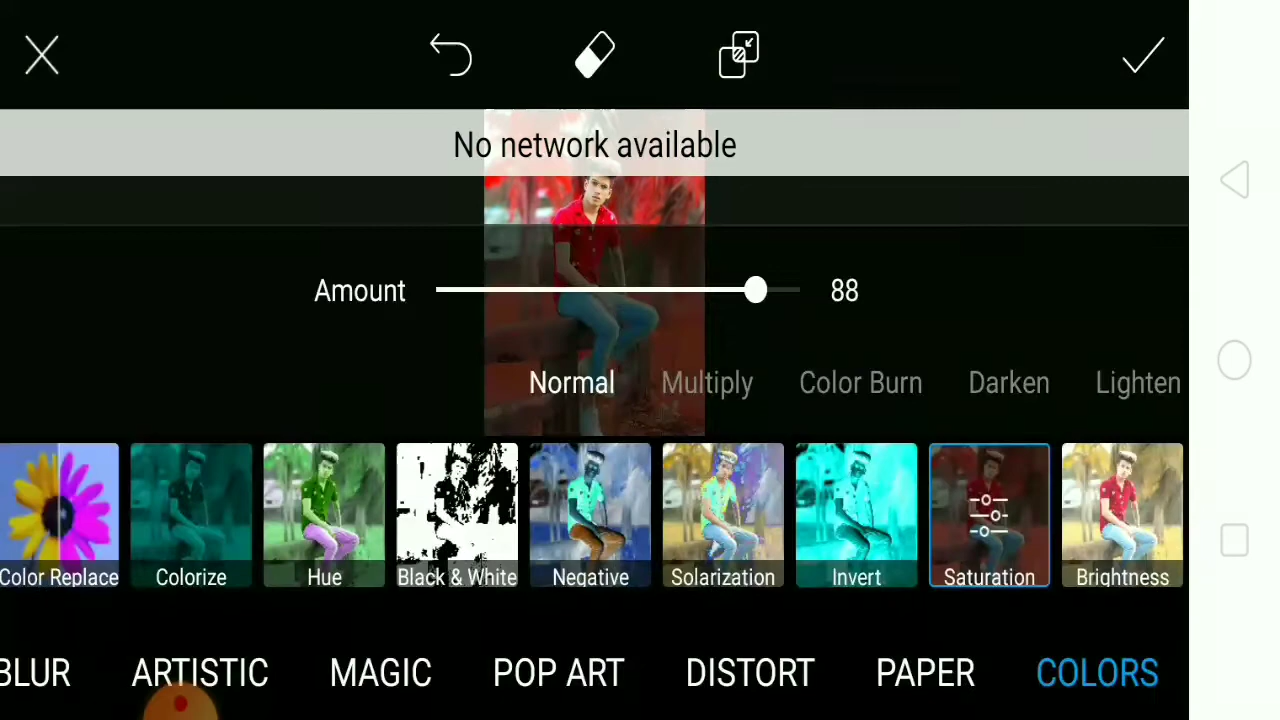 No network available
Amount 88
Normal Multiply Color Burn Darken Lighten
Color Replace Colorize Hue Black & White Negative Solarization Invert Saturation Brightness
BLUR ARTISTIC MAGIC POP ART DISTORT PAPER COLORS